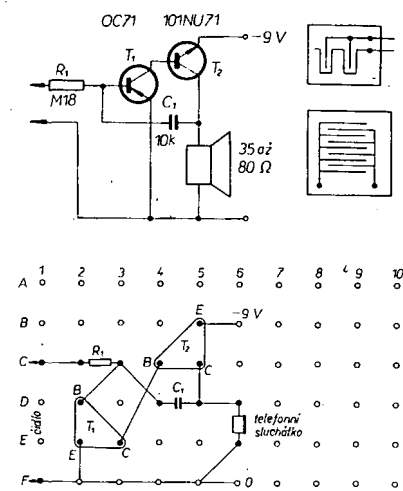 OC71 101NU71
-9 V
R1
T1
T2
M18
C1
10k
35 až
80 Ω
1 2 3 4 5 6 7 8 9 10
A
B
E
-9 V
T2
C
R1
B
C
B
C1
D
čidlo
T1
telefonní
sluchátko
E
E
C
F
0